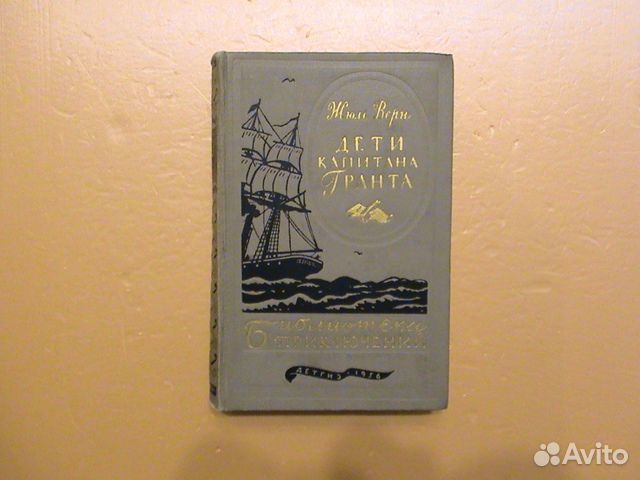 Жюль Верн
ДЕТИ
КАПИТАНА
ГРАНТА
Библиотека
ПРИКЛЮЧЕНИЙ
ДЕТГИЗ • 1956
Avito